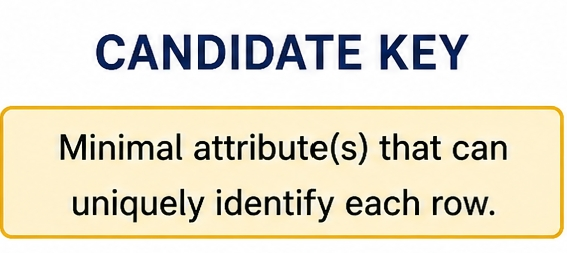 CANDIDATE KEY
Minimal attribute(s) that can
uniquely identify each row.